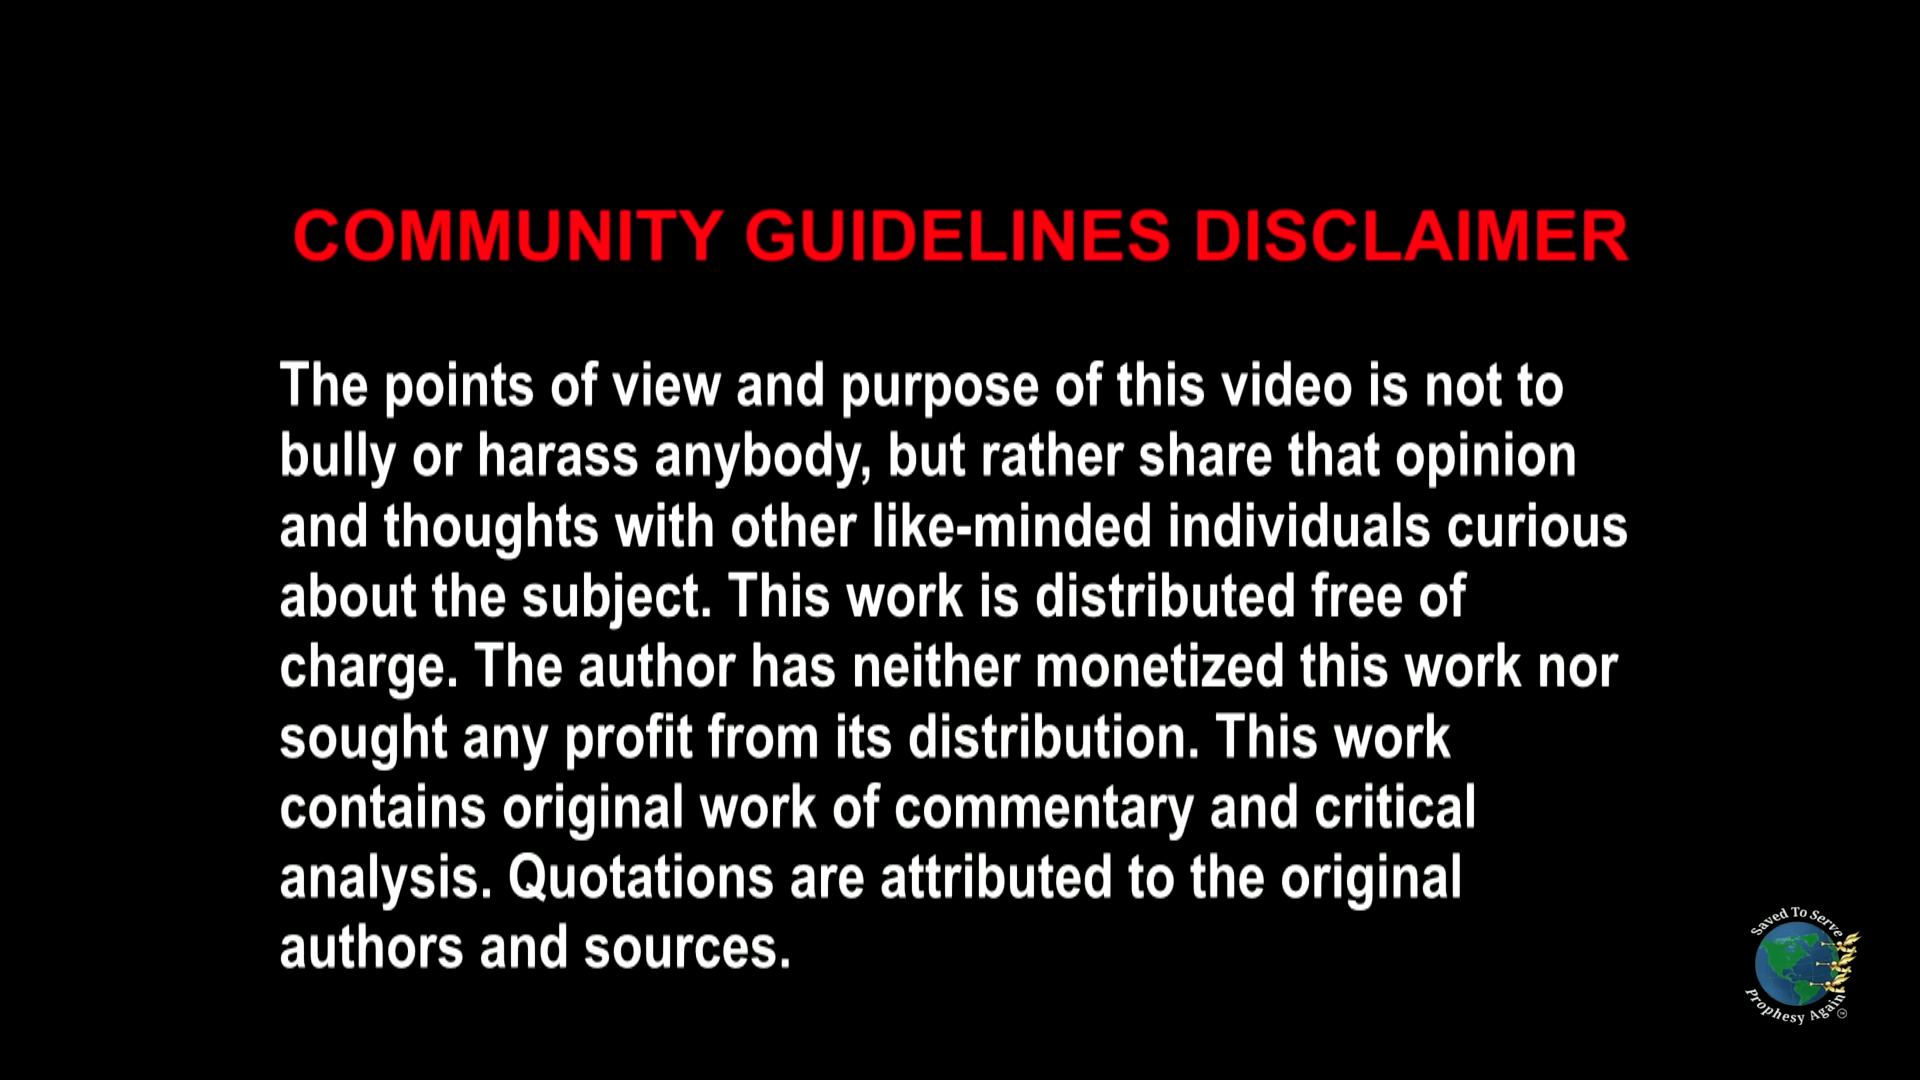 COMMUNITY GUIDELINES DISCLAIMER
The points of view and purpose of this video is not to
bully or harass anybody, but rather share that opinion
and thoughts with other like-minded individuals curious
about the subject. This work is distributed free of
charge. The author has neither monetized this work nor
sought any profit from its distribution. This work
contains original work of commentary and critical
analysis. Quotations are attributed to the original
authors and sources.
Saved To Serve
Prophesy Again